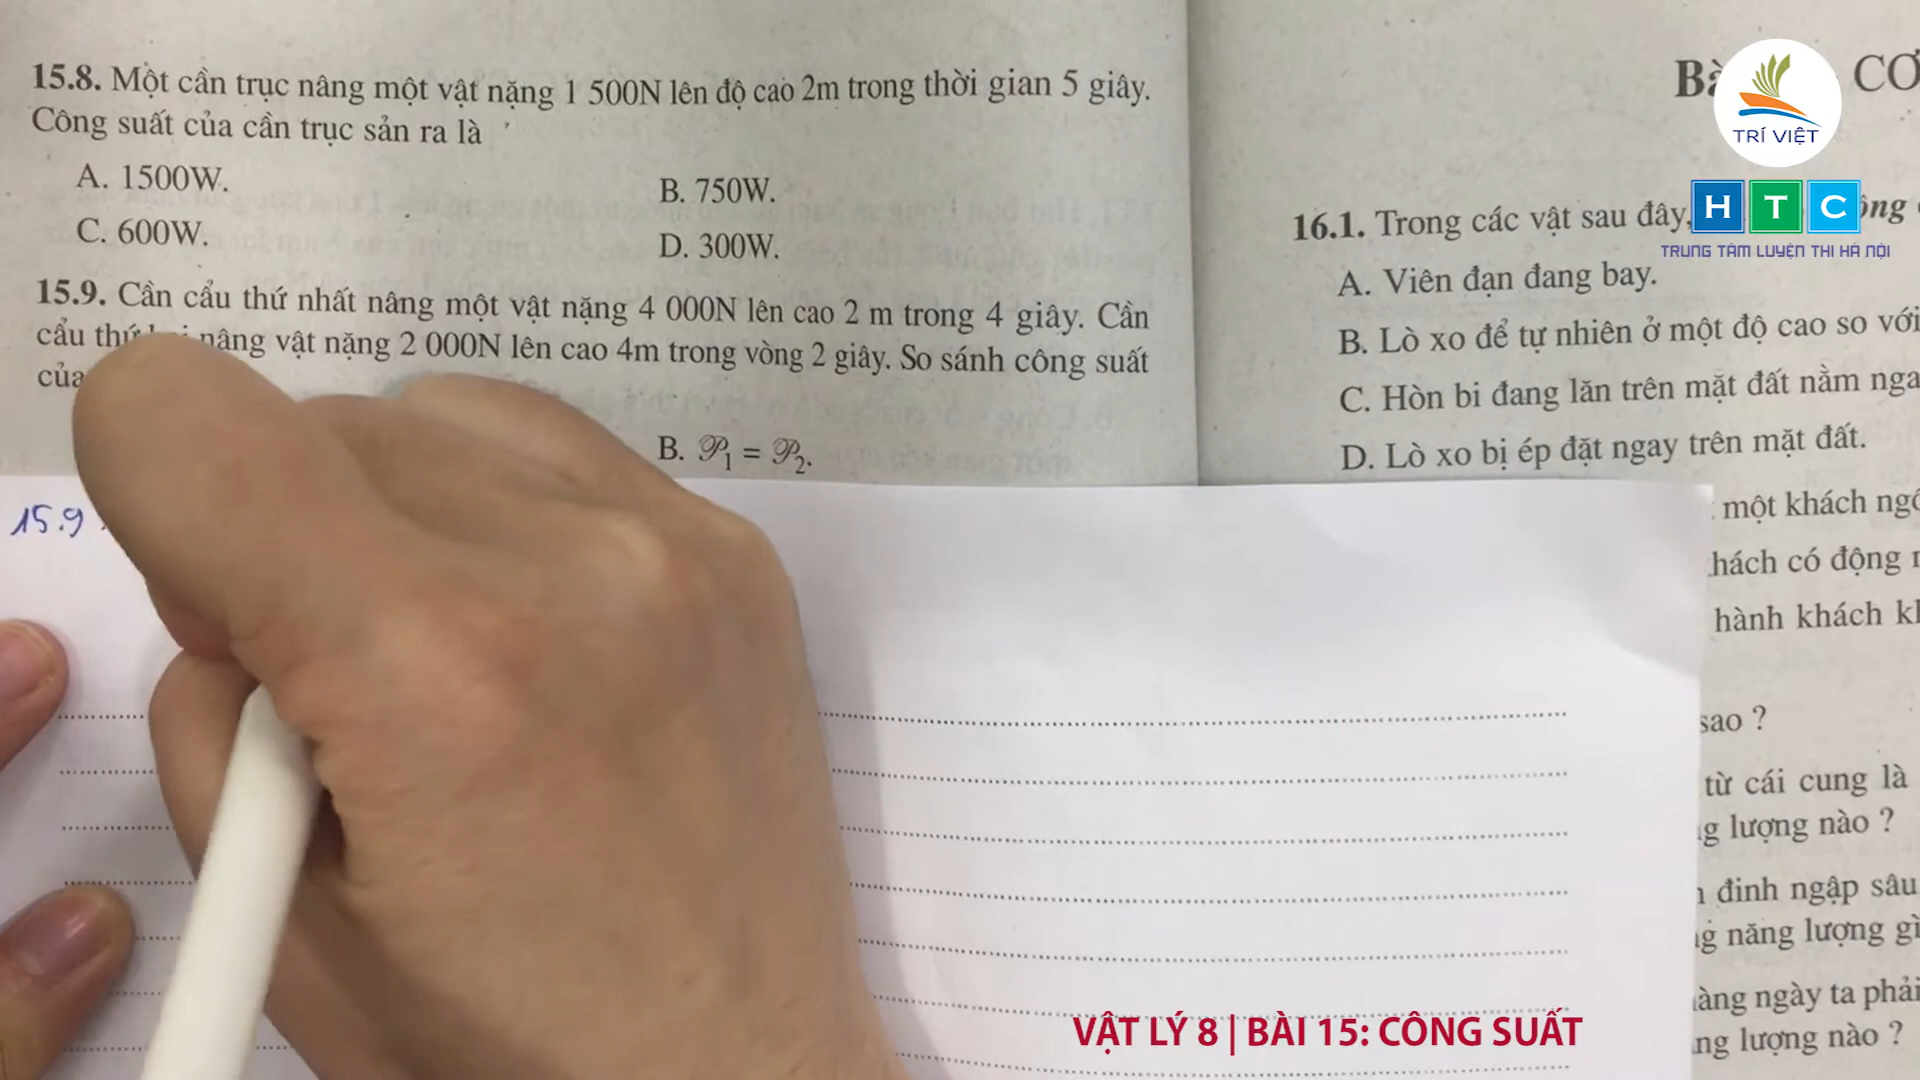 15.8. Một cần trục nâng một vật nặng 1 500N lên độ cao 2m trong thời gian 5 giây.
Công suất của cần trục sản ra là
A. 1500W.
B. 750W.
C. 600W.
D. 300W.
15.9. Cần cẩu thứ nhất nâng một vật nặng 4 000N lên cao 2 m trong 4 giây. Cần
cẩu thứ nâng vật nặng 2 000N lên cao 4m trong vòng 2 giây. So sánh công suất
của
B. 𝒫₁ = 𝒫₂.
15.9
CƠ
TRÍ VIỆT
HTC
TRUNG TÂM LUYỆN THI HÀ NỘI
16.1. Trong các vật sau đây,
A. Viên đạn đang bay.
B. Lò xo để tự nhiên ở một độ cao so với
C. Hòn bi đang lăn trên mặt đất nằm
D. Lò xo bị ép đặt ngay trên mặt đất.
một khách
có động
hành khách
sao ?
từ cái cung là
lượng nào ?
đinh ngập sâu
năng lượng gì
ngày ta phải
lượng nào ?
VẬT LÝ 8 | BÀI 15: CÔNG SUẤT